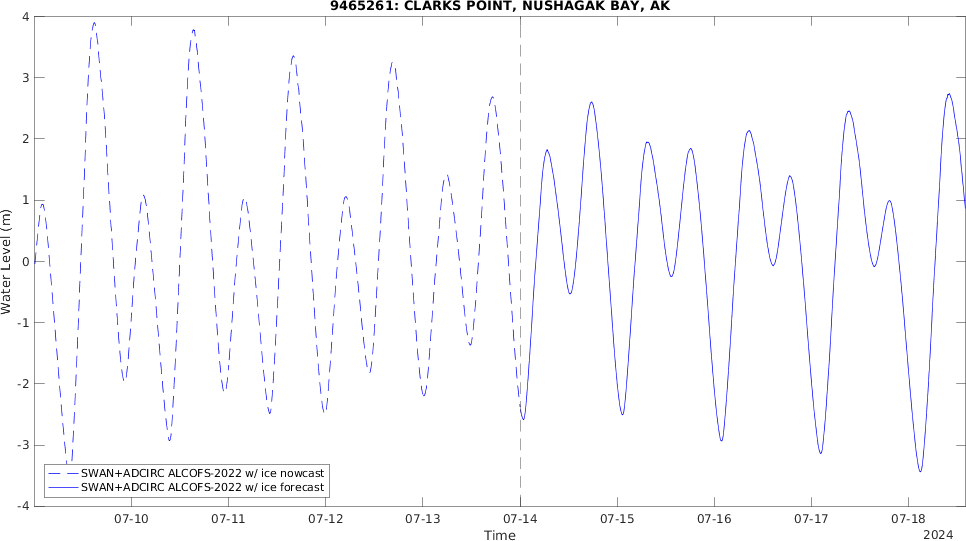 9465261: CLARKS POINT, NUSHAGAK BAY, AK
4
3
2
1
0
-1
-2
-3
-4
Water Level (m)
SWAN+ADCIRC ALCOFS-2022 w/ ice nowcast
SWAN+ADCIRC ALCOFS-2022 w/ ice forecast
07-10 07-11 07-12 07-13 07-14 07-15 07-16 07-17 07-18
Time
2024